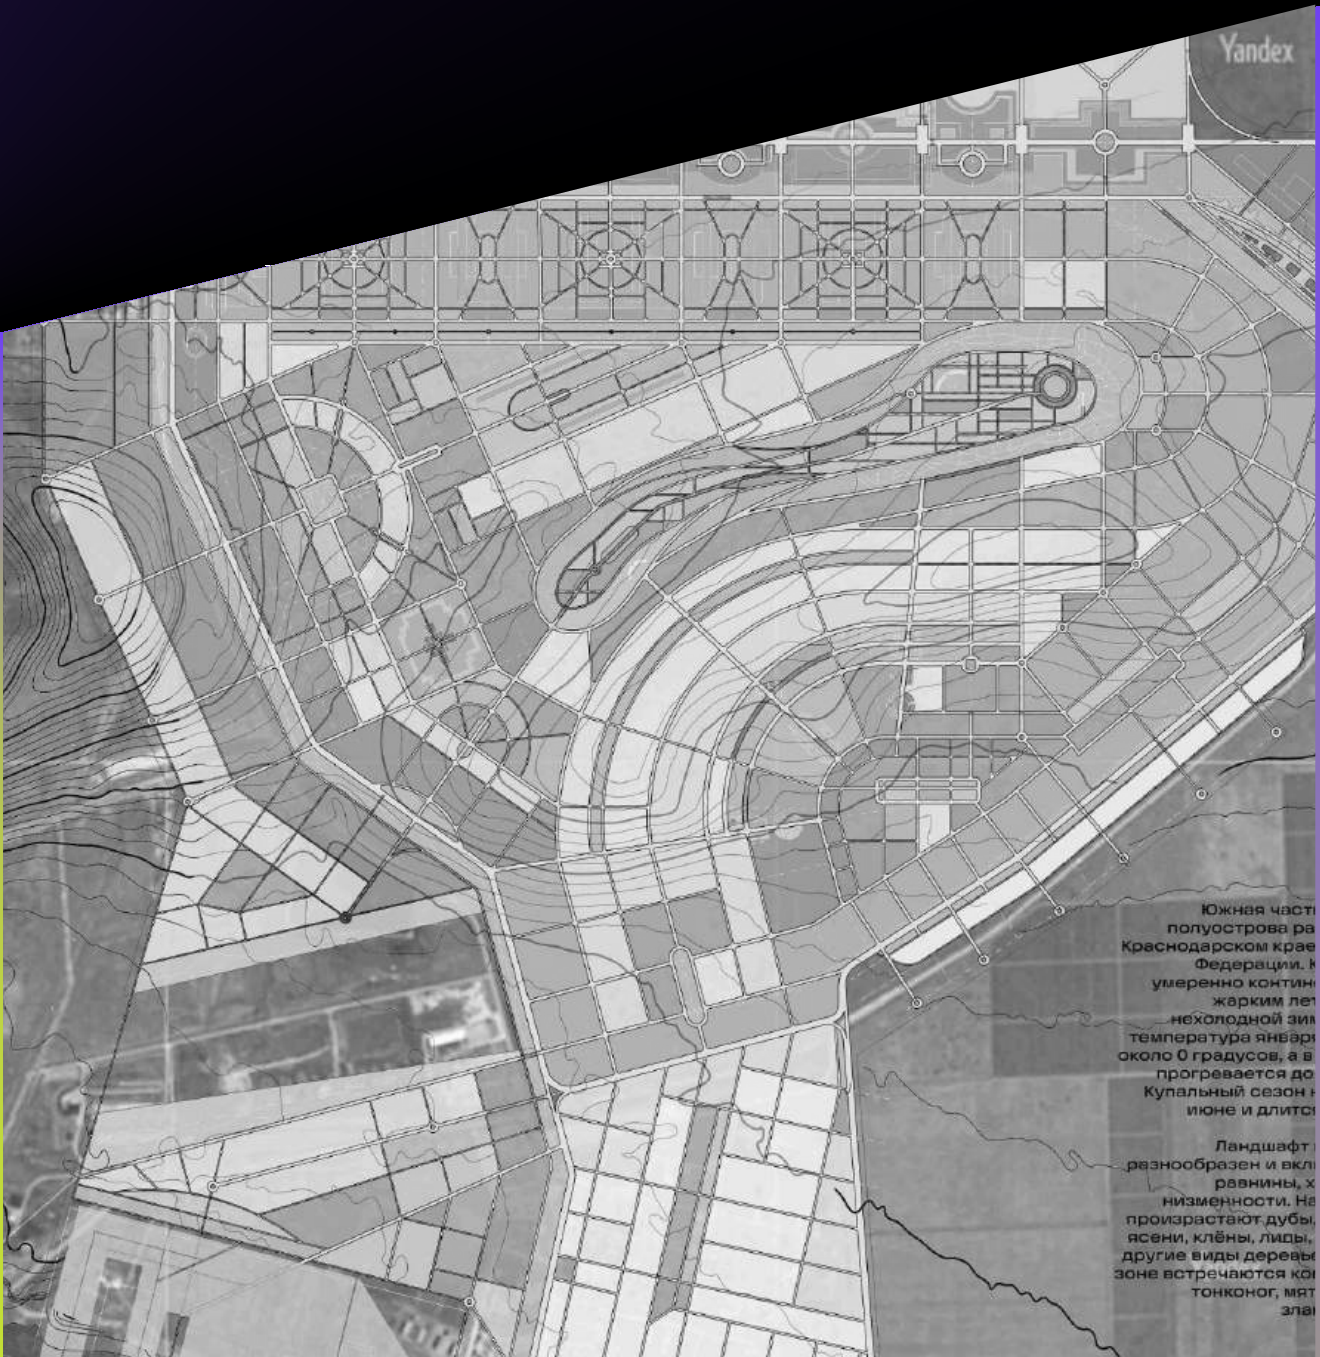 Yandex
Южная част
полуострова ра
Краснодарском крае
Федерации. К
умеренно контин
жарким лет
нехолодной зим
температура январ
около 0 градусов, а в
прогревается до
Купальный сезон н
июне и длитс
Ландшафт
разнообразен и вкл
равнины, х
низменности. На
произрастают дубы,
ясени, клёны, липы,
другие виды деревье
зоне встречаются ко
тонконог, мят
зла